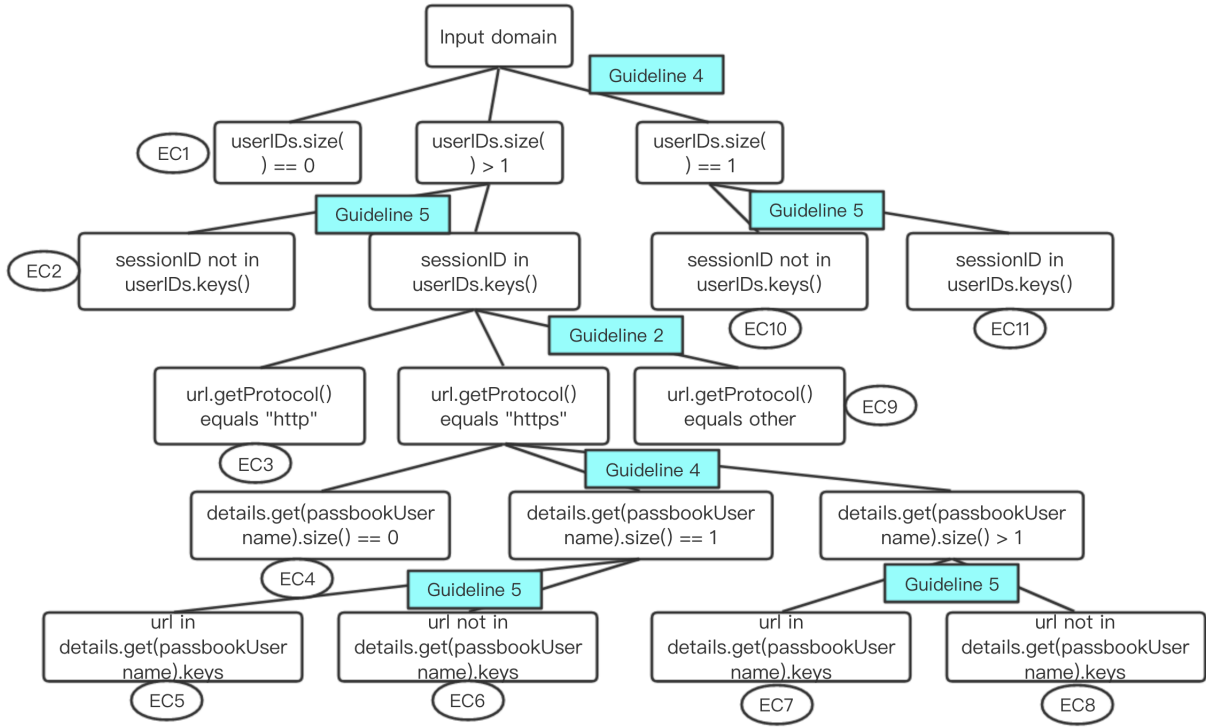 Input domain
Guideline 4
EC1
userIDs.size(
) == 0
userIDs.size(
) > 1
userIDs.size(
) == 1
Guideline 5
Guideline 5
EC2
sessionID not in
userIDs.keys()
sessionID in
userIDs.keys()
sessionID not in
userIDs.keys()
sessionID in
userIDs.keys()
EC10
EC11
Guideline 2
url.getProtocol()
equals "http"
url.getProtocol()
equals "https"
url.getProtocol()
equals other
EC9
EC3
Guideline 4
details.get(passbookUser
name).size() == 0
details.get(passbookUser
name).size() == 1
details.get(passbookUser
name).size() > 1
EC4
Guideline 5
Guideline 5
url in
details.get(passbookUser
name).keys
url not in
details.get(passbookUser
name).keys
url in
details.get(passbookUser
name).keys
url not in
details.get(passbookUser
name).keys
EC5
EC6
EC7
EC8